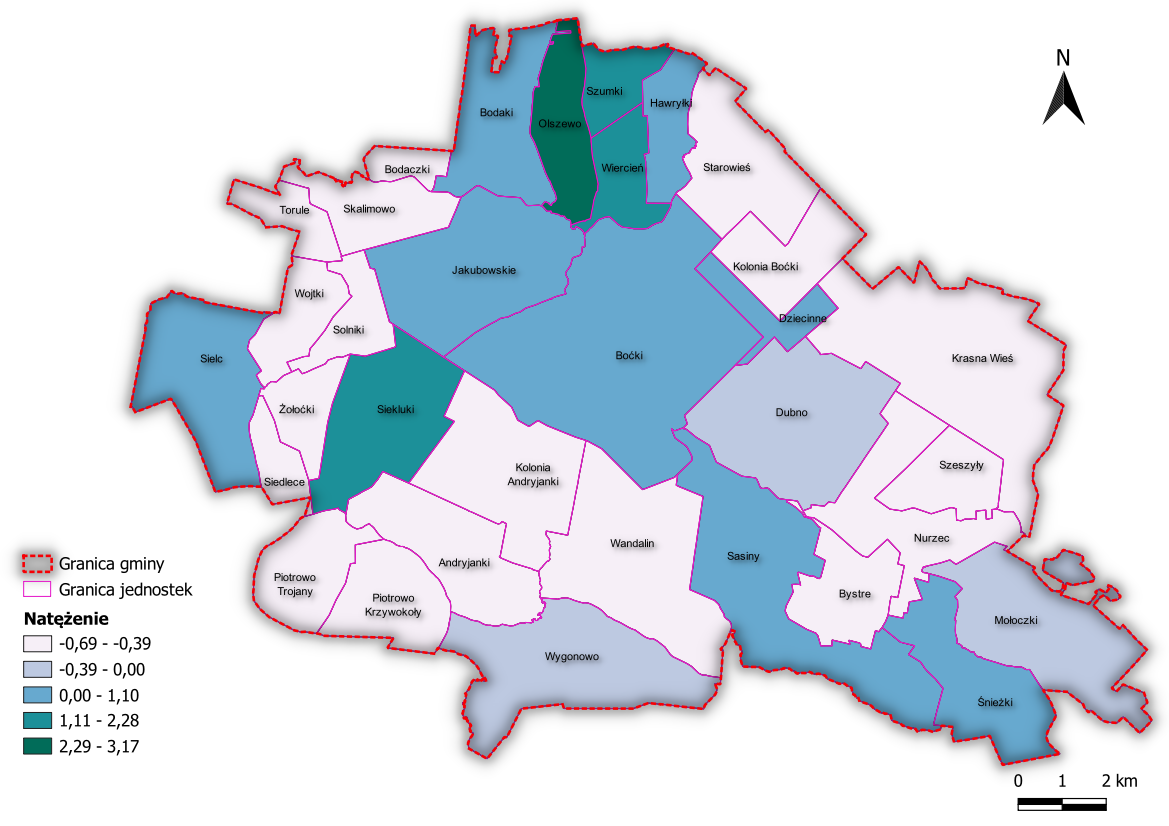 N
Szumki
Hawryłki
Bodaki
Olszewo
Wiercień
Starowieś
Bodaczki
Torule
Skalimowo
Jakubowskie
Kolonia Boćki
Wojtki
Dziecinne
Solniki
Sielc
Boćki
Krasna Wieś
Żołoćki
Siekluki
Dubno
Szeszyły
Kolonia
Andryjanki
Siedlece
Nurzec
Wandalin
Sasiny
Andryjanki
Piotrowo
Trojany
Bystre
Piotrowo
Krzywokoły
Mołoczki
Wygonowo
Śnieżki
Granica gminy
Granica jednostek
Natężenie
-0,69 - -0,39
-0,39 - 0,00
0,00 - 1,10
1,11 - 2,28
2,29 - 3,17
0 1 2 km